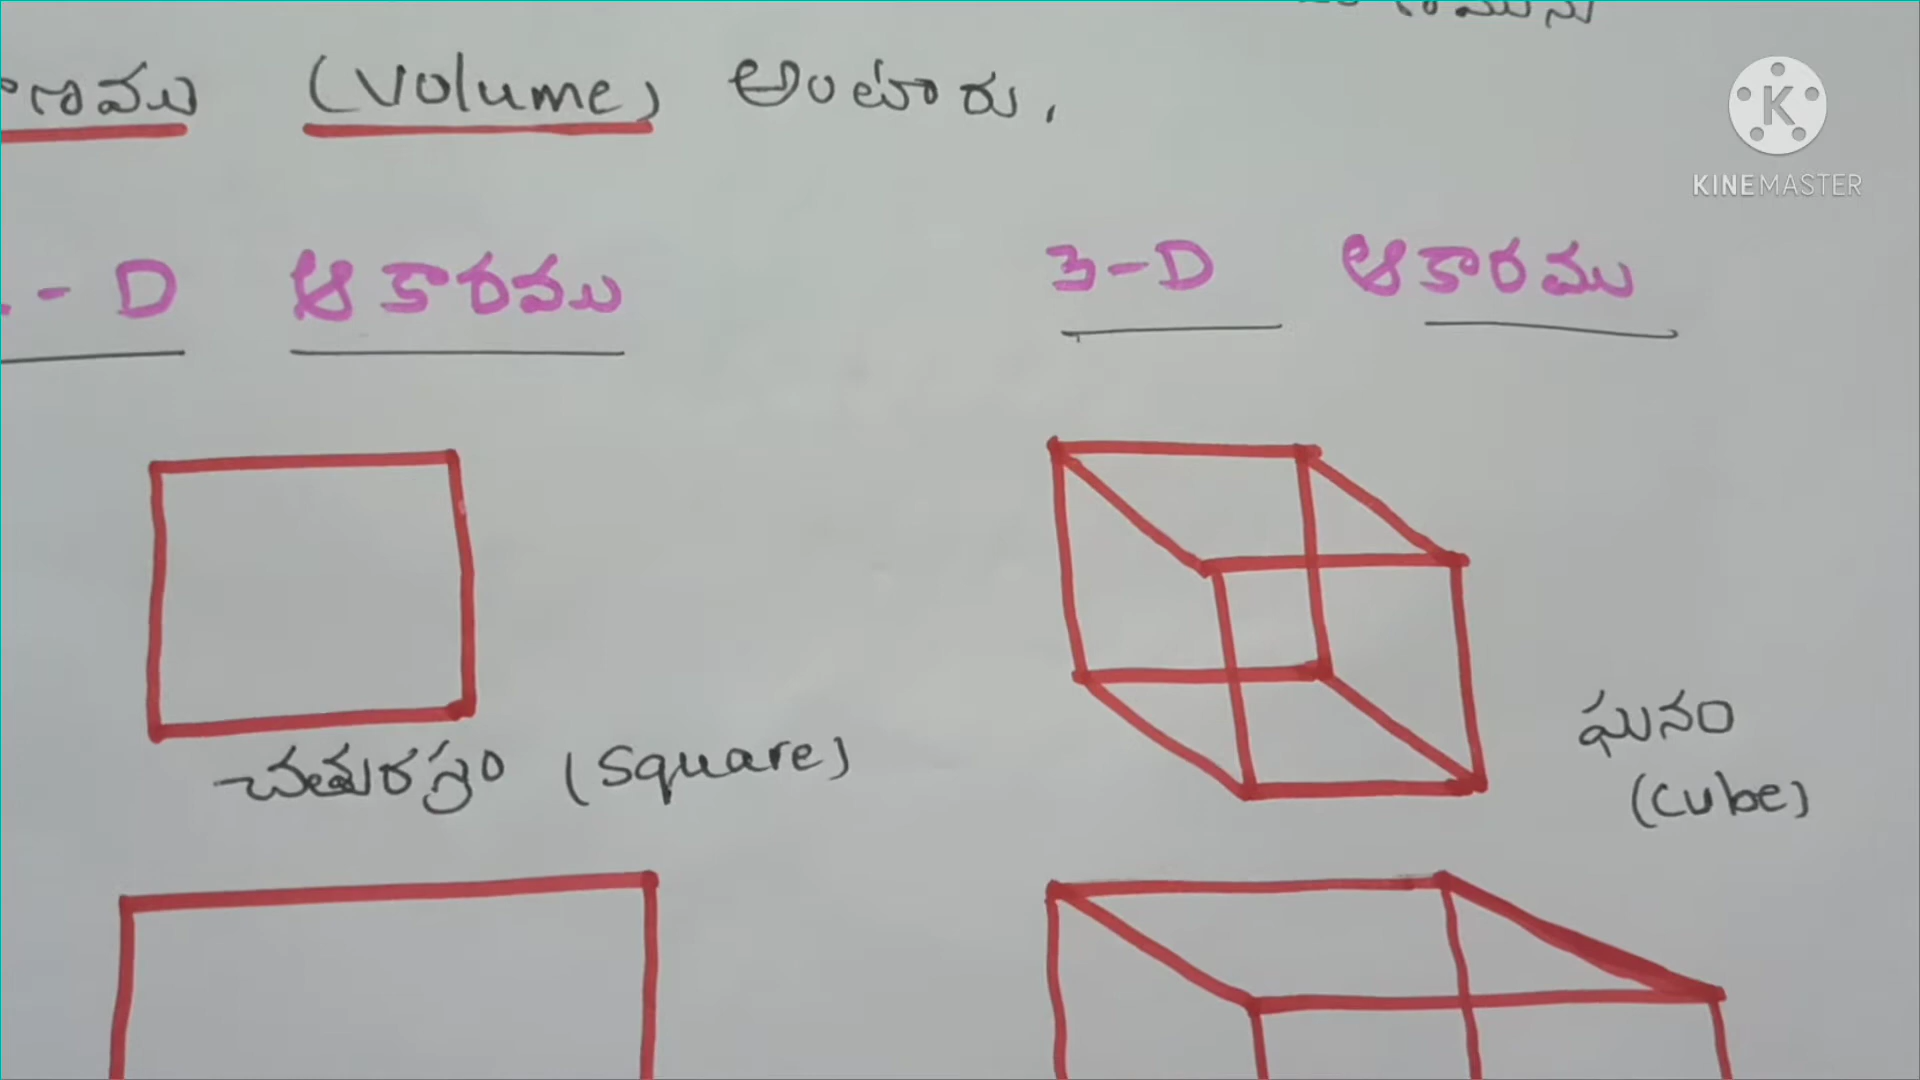 (Volume) అంటారు.
KINEMASTER
- D ఆకారము
3-D ఆకారము
చతురస్రం (Square)
ఘనం
(cube)